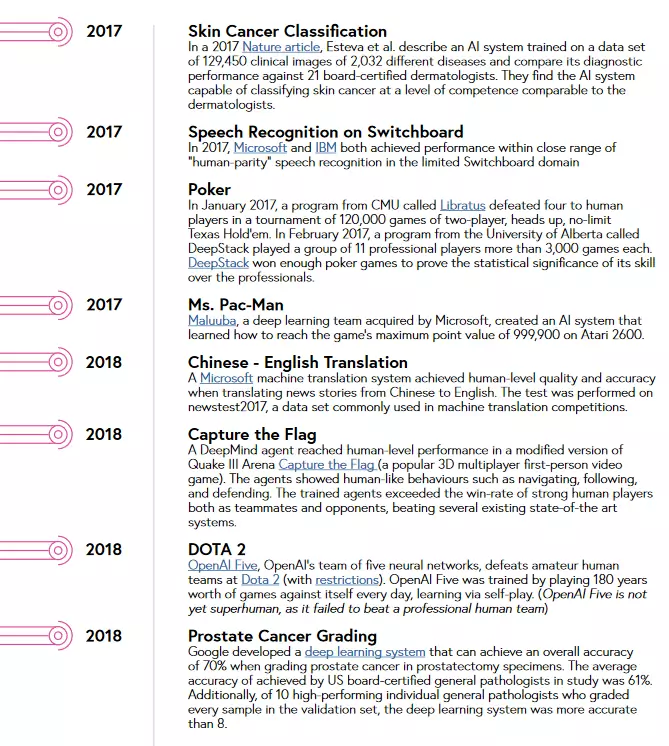 2017
Skin Cancer Classification
In a 2017 Nature article, Esteva et al. describe an AI system trained on a data set
of 129,450 clinical images of 2,032 different diseases and compare its diagnostic
performance against 21 board-certified dermatologists. They find the AI system
capable of classifying skin cancer at a level of competence comparable to the
dermatologists.
2017
Speech Recognition on Switchboard
In 2017, Microsoft and IBM both achieved performance within close range of
"human-parity" speech recognition in the limited Switchboard domain
2017
Poker
In January 2017, a program from CMU called Libratus defeated four to human
players in a tournament of 120,000 games of two-player, heads up, no-limit
Texas Hold'em. In February 2017, a program from the University of Alberta called
DeepStack played a group of 11 professional players more than 3,000 games each.
DeepStack won enough poker games to prove the statistical significance of its skill
over the professionals.
2017
Ms. Pac-Man
Maluuba, a deep learning team acquired by Microsoft, created an AI system that
learned how to reach the game's maximum point value of 999,900 on Atari 2600.
2018
Chinese - English Translation
A Microsoft machine translation system achieved human-level quality and accuracy
when translating news stories from Chinese to English. The test was performed on
newstest2017, a data set commonly used in machine translation competitions.
2018
Capture the Flag
A DeepMind agent reached human-level performance in a modified version of
Quake III Arena Capture the Flag (a popular 3D multiplayer first-person video
game). The agents showed human-like behaviours such as navigating, following,
and defending. The trained agents exceeded the win-rate of strong human players
both as teammates and opponents, beating several existing state-of-the art
systems.
2018
DOTA 2
OpenAI Five, OpenAI's team of five neural networks, defeats amateur human
teams at Dota 2 (with restrictions). OpenAI Five was trained by playing 180 years
worth of games against itself every day, learning via self-play. (OpenAI Five is not
yet superhuman, as it failed to beat a professional human team)
2018
Prostate Cancer Grading
Google developed a deep learning system that can achieve an overall accuracy
of 70% when grading prostate cancer in prostatectomy specimens. The average
accuracy of achieved by US board-certified general pathologists in study was 61%.
Additionally, of 10 high-performing individual general pathologists who graded
every sample in the validation set, the deep learning system was more accurate
than 8.